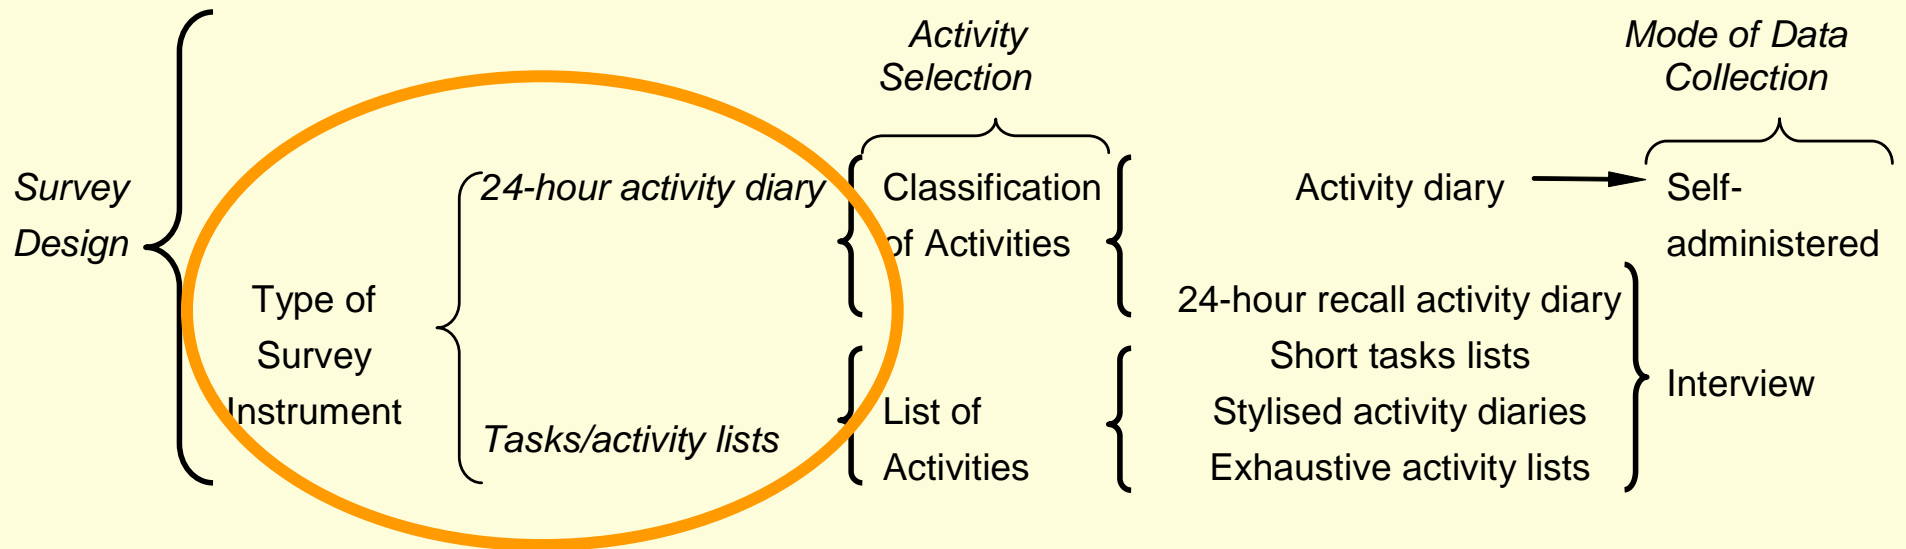 Activity
Selection
Mode of Data
Collection
Survey
Design
Type of
Survey
Instrument
24-hour activity diary
Tasks/activity lists
Classification
of Activities
List of
Activities
Activity diary
24-hour recall activity diary
Short tasks lists
Stylised activity diaries
Exhaustive activity lists
Self-
administered
Interview